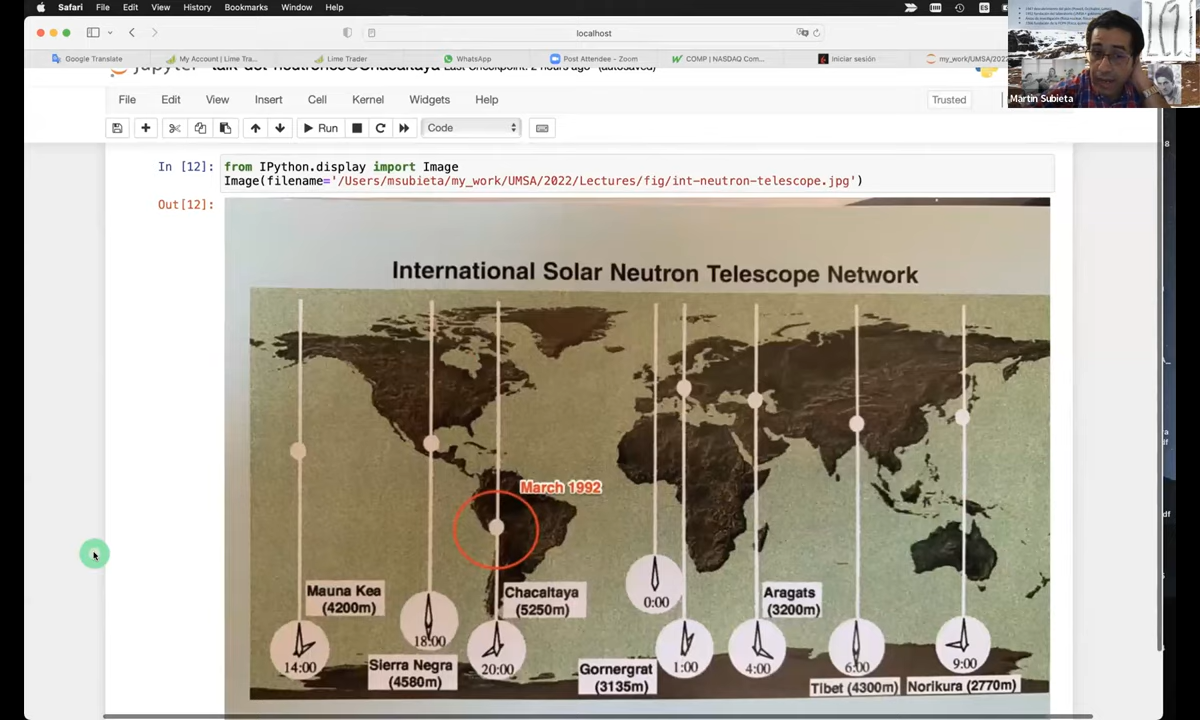 Safari File Edit View History Bookmarks Window Help
ES
localhost
Google Translate My Account | Lime Tra... Lime Trader WhatsApp Post Attendee - Zoom COMP | NASDAQ Com... Iniciar sesión my_work/UMSA/202
Martin Subieta
File Edit View Insert Cell Kernel Widgets Help
Trusted
Run
Code
In [12]: from IPython.display import Image
Image(filename='/Users/msubieta/my_work/UMSA/2022/Lectures/fig/int-neutron-telescope.jpg')
Out[12]:
International Solar Neutron Telescope Network
March 1992
Mauna Kea
(4200m)
14:00
18:00
Sierra Negra
(4580m)
Chacaltaya
(5250m)
20:00
0:00
Gornergrat
(3135m)
1:00
Aragats
(3200m)
4:00
6:00
Tibet (4300m)
9:00
Norikura (2770m)